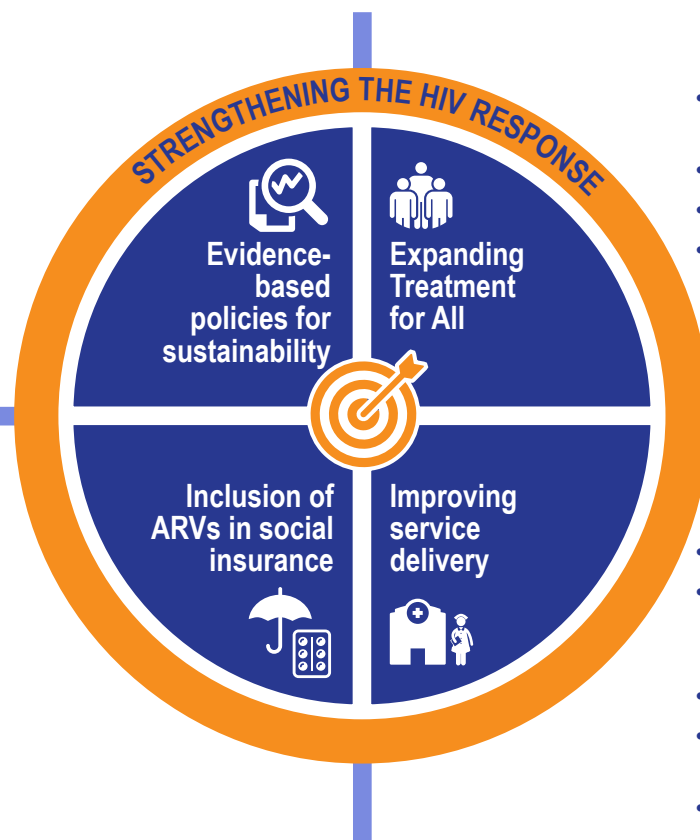 STRENGTHENING THE HIV RESPONSE
Evidence-
based
policies for
sustainability
Expanding
Treatment
for All
Inclusion of
ARVs in social
insurance
Improving
service
delivery